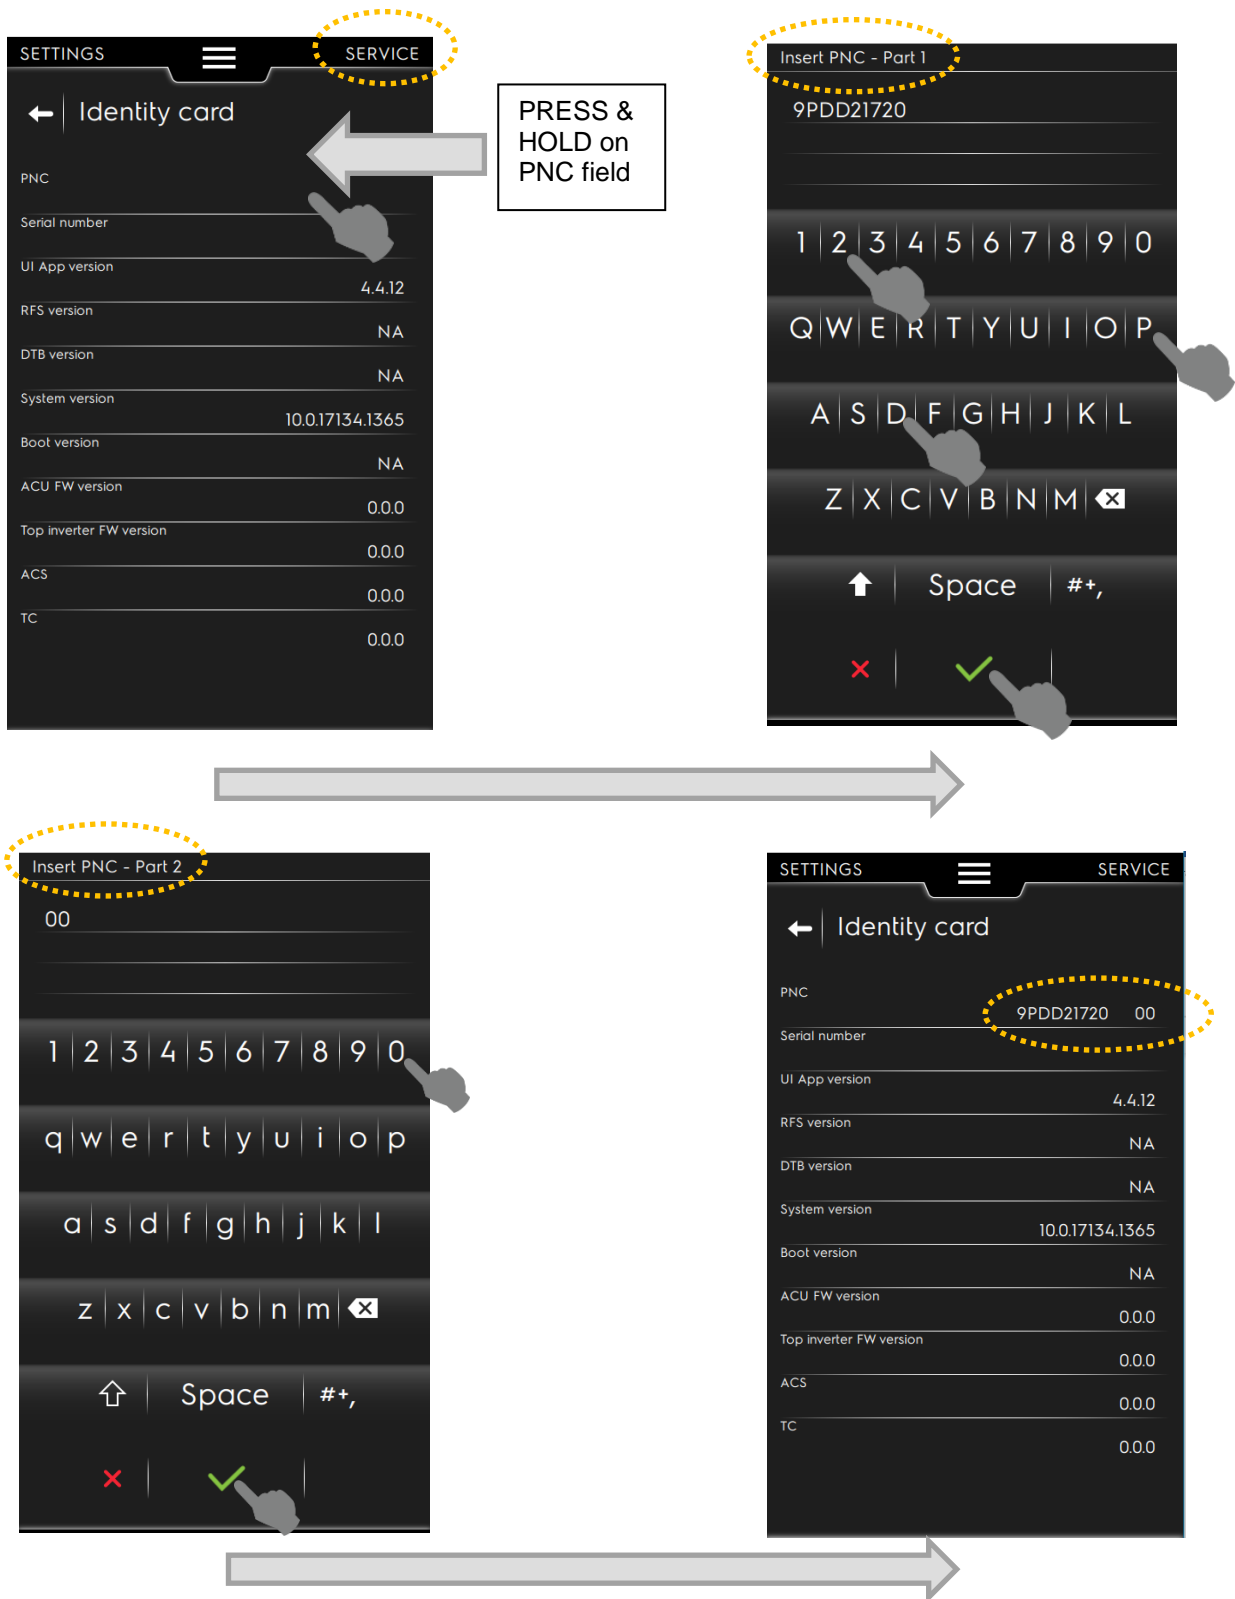 SETTINGS SERVICE
Identity card
PNC
Serial number
UI App version
4.4.12
RFS version
NA
DTB version
NA
System version
10.0.17134.1365
Boot version
NA
ACU FW version
0.0.0
Top inverter FW version
0.0.0
ACS
0.0.0
TC
0.0.0
PRESS &
HOLD on
PNC field
Insert PNC - Part 1
9PDD21720
1 2 3 4 5 6 7 8 9 0
Q W E R T Y U I O P
A S D F G H J K L
Z X C V B N M
Space #+,
Insert PNC - Part 2
00
1 2 3 4 5 6 7 8 9 0
q w e r t y u i o p
a s d f g h j k l
z x c v b n m
Space #+,
SETTINGS SERVICE
Identity card
PNC
9PDD21720 00
Serial number
UI App version
4.4.12
RFS version
NA
DTB version
NA
System version
10.0.17134.1365
Boot version
NA
ACU FW version
0.0.0
Top inverter FW version
0.0.0
ACS
0.0.0
TC
0.0.0